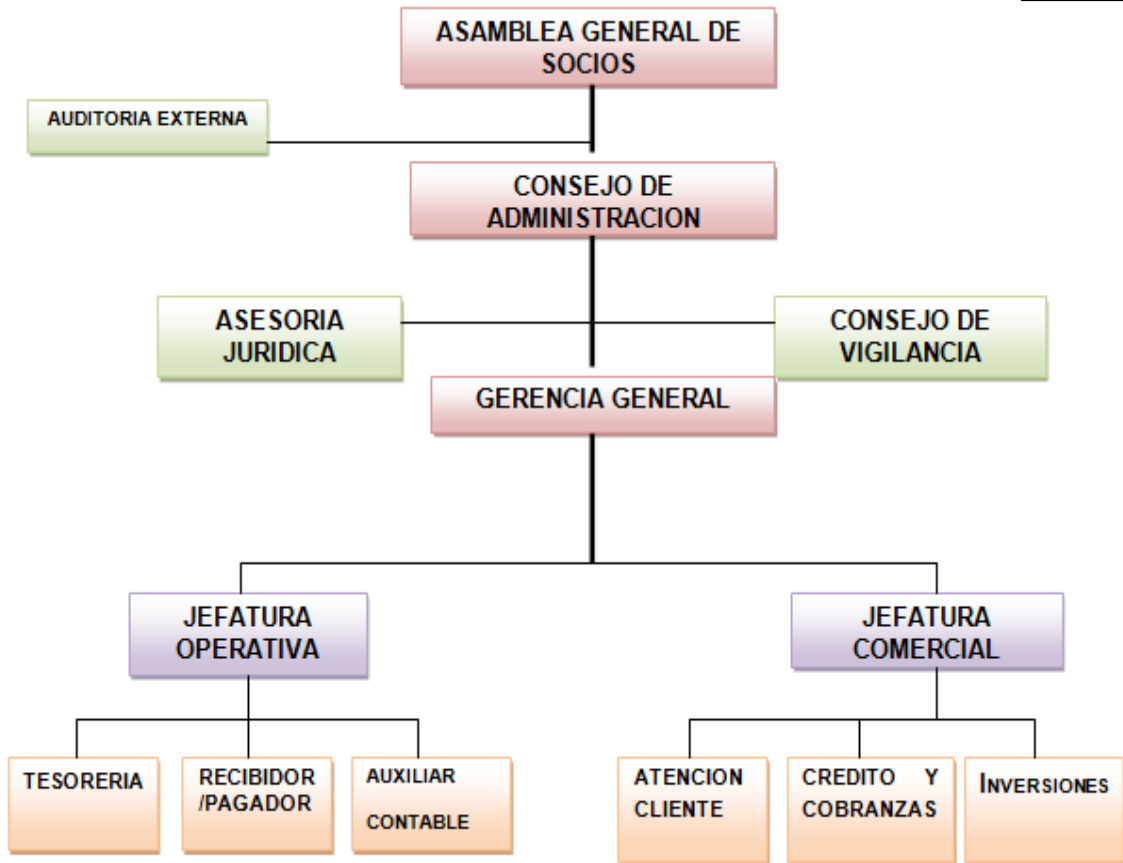 ASAMBLEA GENERAL DE
SOCIOS
AUDITORIA EXTERNA
CONSEJO DE
ADMINISTRACION
ASESORIA
JURIDICA
CONSEJO DE
VIGILANCIA
GERENCIA GENERAL
JEFATURA
OPERATIVA
JEFATURA
COMERCIAL
TESORERIA
RECIBIDOR
/PAGADOR
AUXILIAR
CONTABLE
ATENCION
CLIENTE
CREDITO Y
COBRANZAS
INVERSIONES